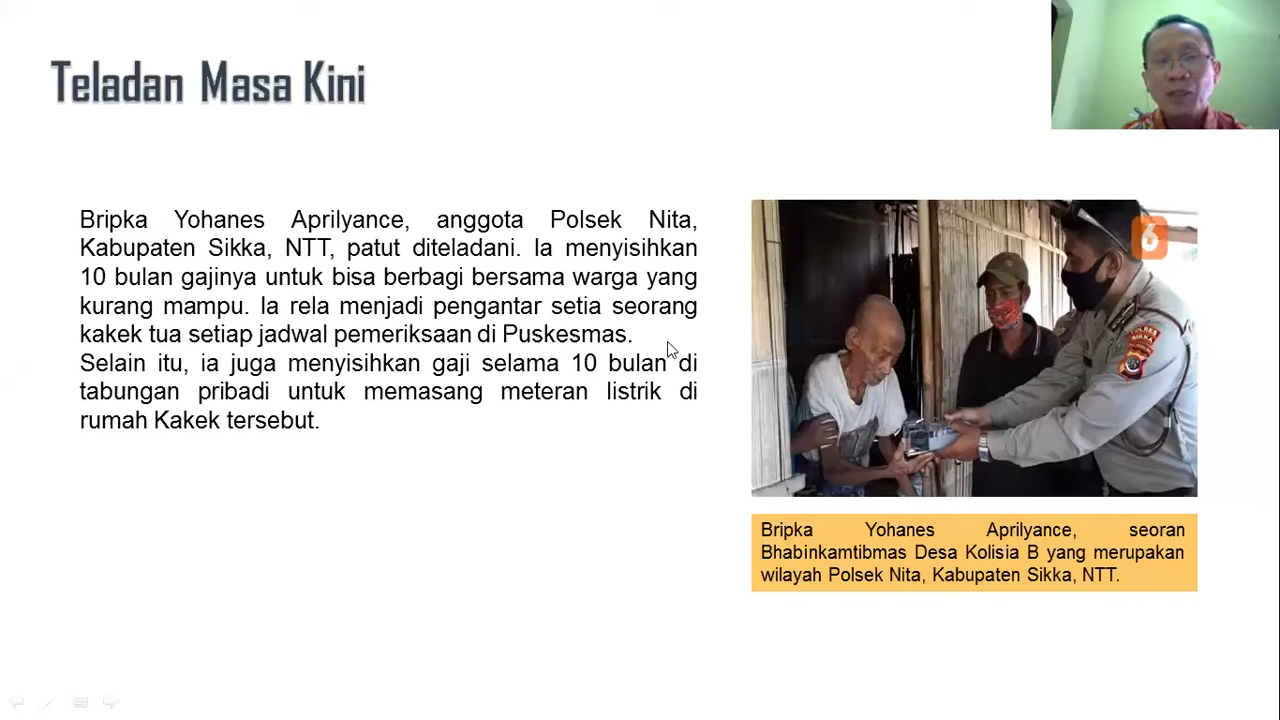 Teladan Masa Kini
Bripka Yohanes Aprilyance, anggota Polsek Nita,
Kabupaten Sikka, NTT, patut diteladani. Ia menyisihkan
10 bulan gajinya untuk bisa berbagi bersama warga yang
kurang mampu. Ia rela menjadi pengantar setia seorang
kakek tua setiap jadwal pemeriksaan di Puskesmas.
Selain itu, ia juga menyisihkan gaji selama 10 bulan di
tabungan pribadi untuk memasang meteran listrik di
rumah Kakek tersebut.
6
POLRES
SIKKA
Bripka Yohanes Aprilyance, seoran
Bhabinkamtibmas Desa Kolisia B yang merupakan
wilayah Polsek Nita, Kabupaten Sikka, NTT.